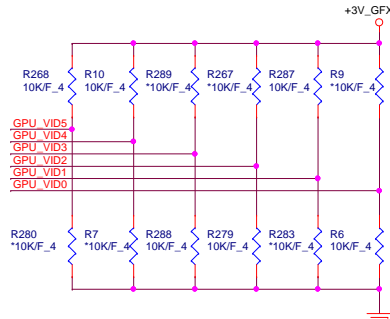 +3V_GFX
R268 R10 R289 R267 R287 R9
10K/F_4 10K/F_4 *10K/F_4 *10K/F_4 10K/F_4 *10K/F_4
GPU_VID5
GPU_VID4
GPU_VID3
GPU_VID2
GPU_VID1
GPU_VID0
R280 R7 R288 R279 R283 R6
*10K/F_4 *10K/F_4 10K/F_4 10K/F_4 *10K/F_4 10K/F_4